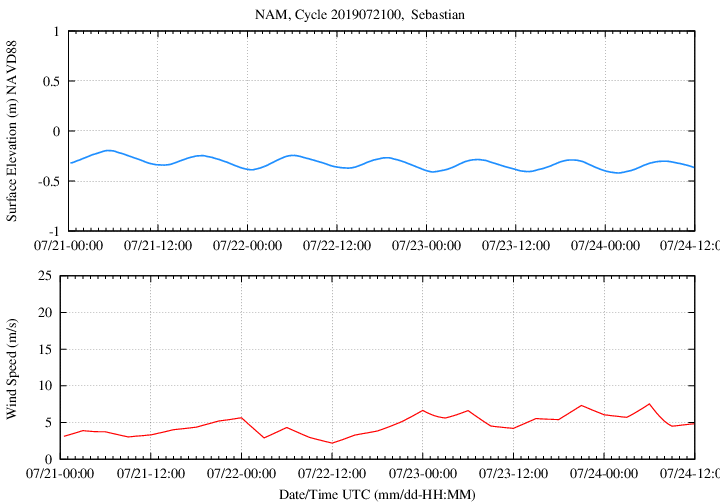 NAM, Cycle 2019072100,  Sebastian
Surface Elevation (m) NAVD88
1
0.5
0
-0.5
-1
07/21-00:00 07/21-12:00 07/22-00:00 07/22-12:00 07/23-00:00 07/23-12:00 07/24-00:00 07/24-12:0
Wind Speed (m/s)
25
20
15
10
5
0
07/21-00:00 07/21-12:00 07/22-00:00 07/22-12:00 07/23-00:00 07/23-12:00 07/24-00:00 07/24-12:0
Date/Time UTC (mm/dd-HH:MM)